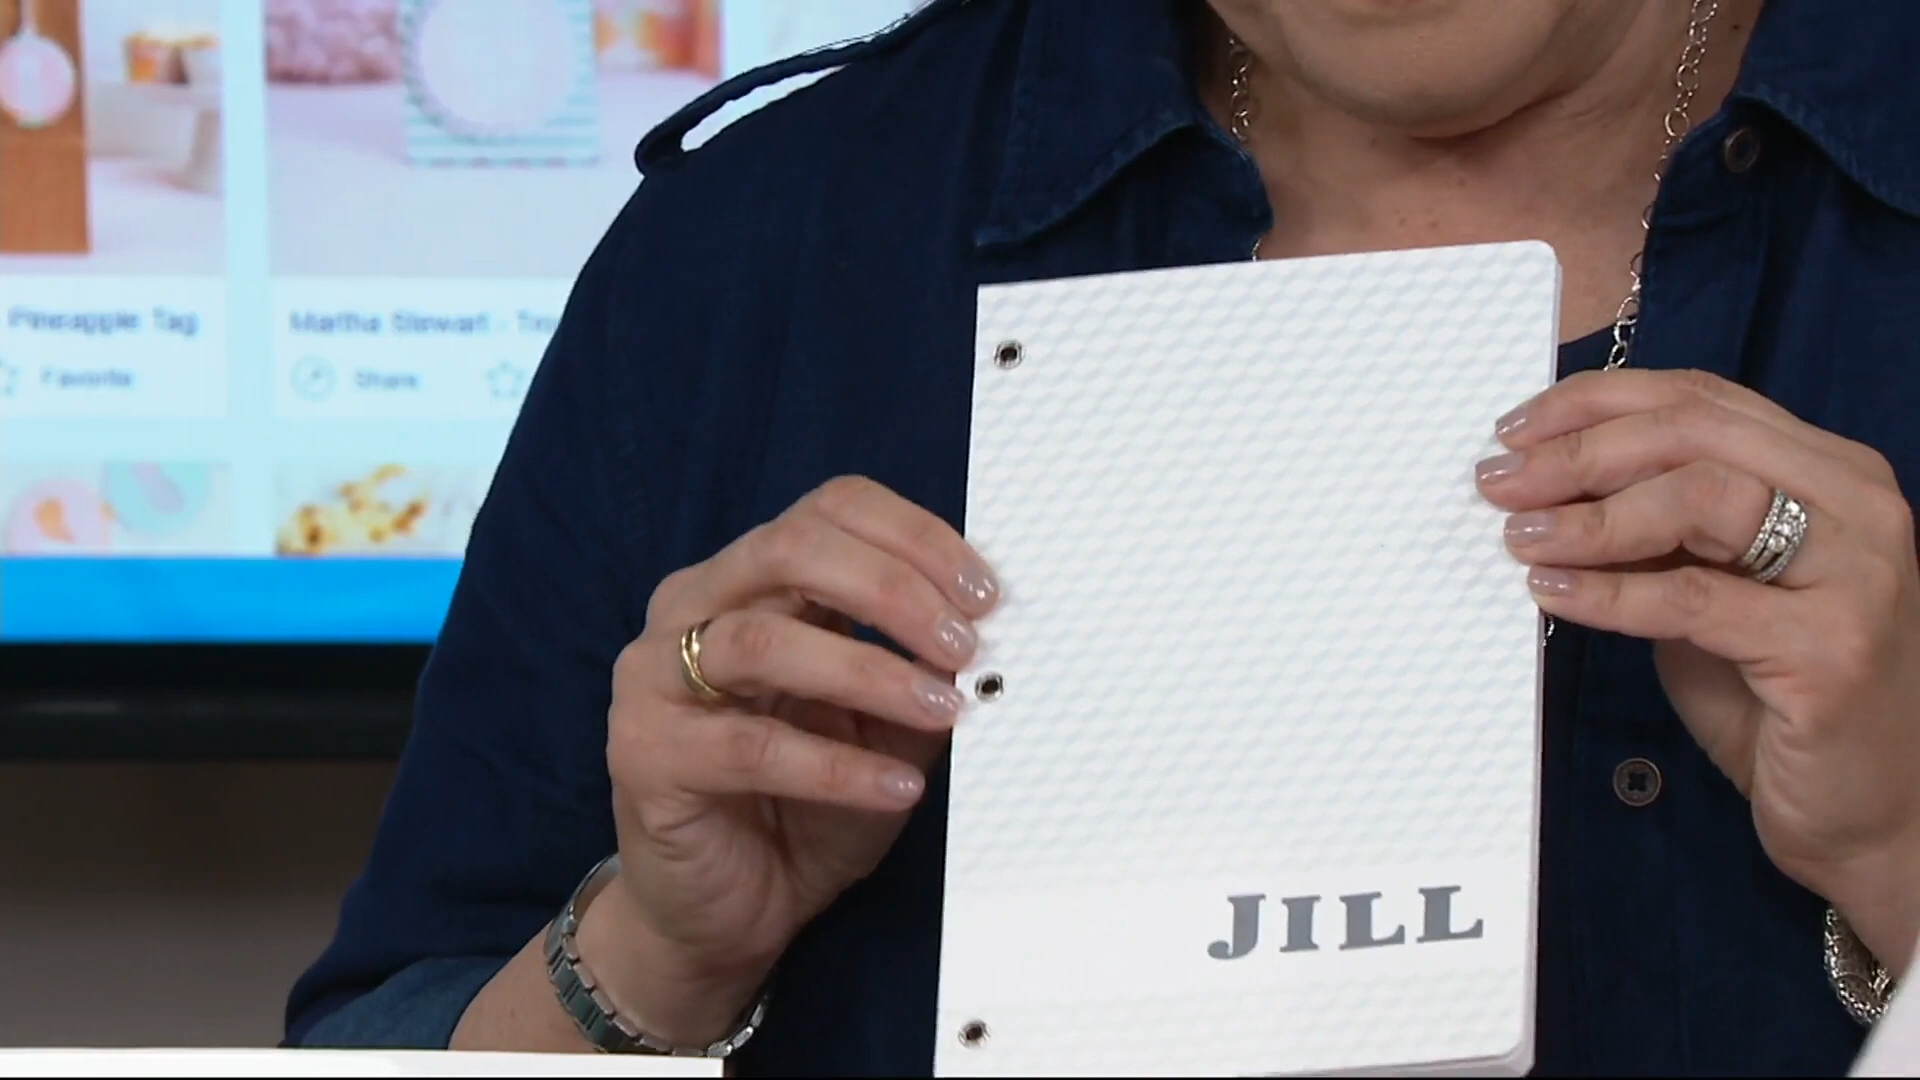 Pineapple Tag
Martha Stewart -
Favorite
Share
JILL